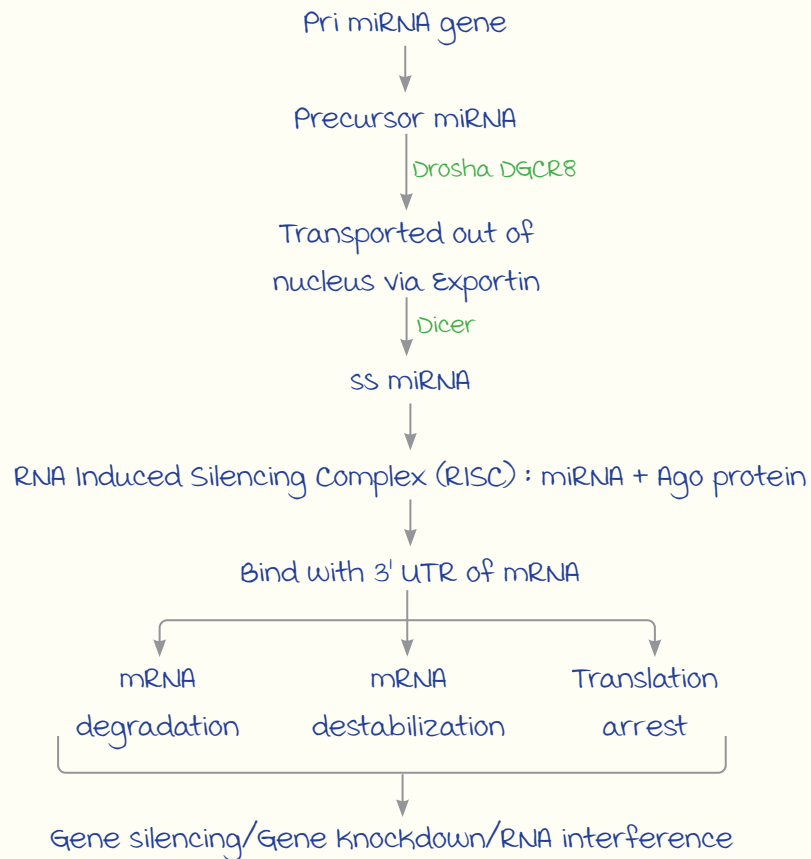 Pri miRNA gene
Precursor miRNA
Drosha DGCR8
Transported out of
nucleus via Exportin
Dicer
ss miRNA
RNA Induced Silencing Complex (RISC) : miRNA + Ago protein
Bind with 3' UTR of mRNA
mRNA mRNA Translation
degradation destabilization arrest
Gene silencing/Gene knockdown/RNA interference